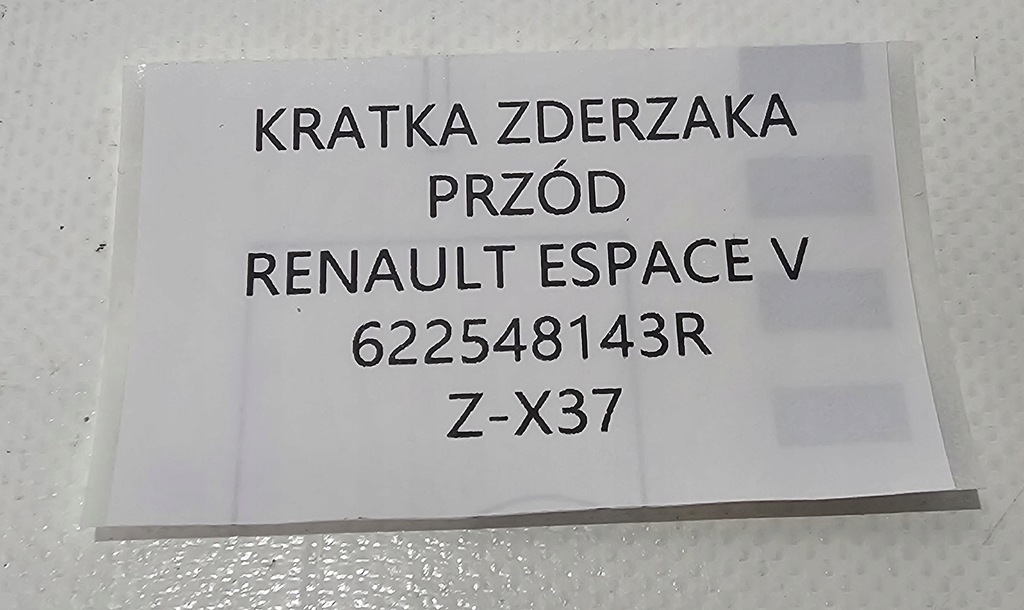 KRATKA ZDERZAKA
PRZÓD
RENAULT ESPACE V
622548143R
Z-X37